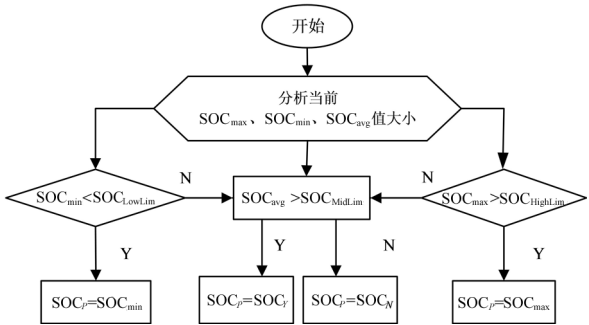 开始
分析当前
SOCmax、SOCmin、SOCavg值大小
SOCmin<SOCLowLim
N
SOCavg >SOCMidLim
N
SOCmax>SOCHighLim
Y
Y
N
Y
SOCP=SOCmin
SOCP=SOCY
SOCP=SOCN
SOCP=SOCmax